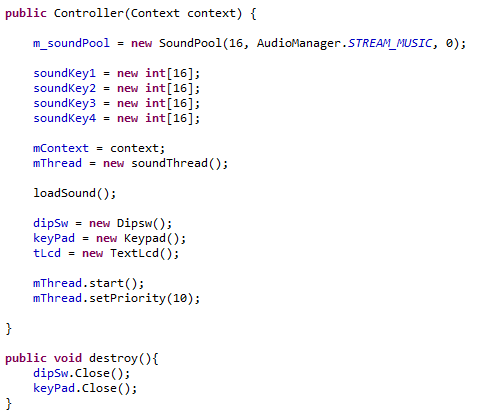 public Controller(Context context) {
m_soundPool = new SoundPool(16, AudioManager.STREAM_MUSIC, 0);
soundKey1 = new int[16];
soundKey2 = new int[16];
soundKey3 = new int[16];
soundKey4 = new int[16];
mContext = context;
mThread = new soundThread();
loadSound();
dipSw = new Dipsw();
keyPad = new Keypad();
tLcd = new TextLcd();
mThread.start();
mThread.setPriority(10);
}
public void destroy(){
dipSw.Close();
keyPad.Close();
}